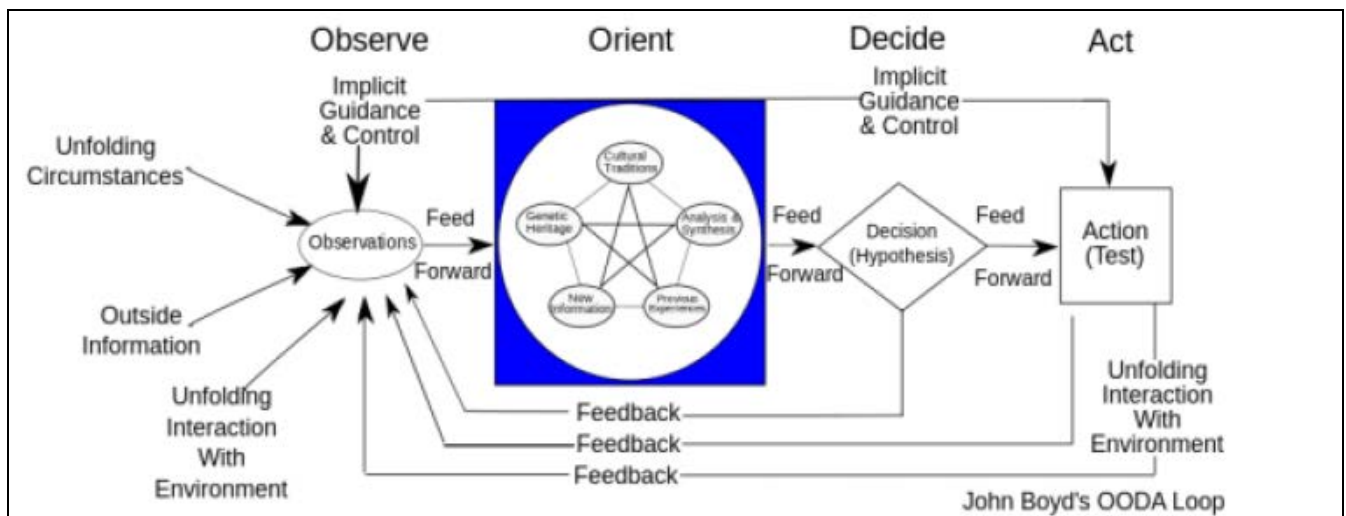 Observe
Orient
Decide
Act
Implicit
Guidance
& Control
Implicit
Guidance
& Control
Unfolding
Circumstances
Cultural
Traditions
Genetic
Heritage
Analysis &
Synthesis
New
Information
Previous
Experiences
Observations
Feed
Forward
Feed
Forward
Decision
(Hypothesis)
Feed
Forward
Action
(Test)
Outside
Information
Unfolding
Interaction
With
Environment
Unfolding
Interaction
With
Environment
Feedback
Feedback
Feedback
John Boyd's OODA Loop